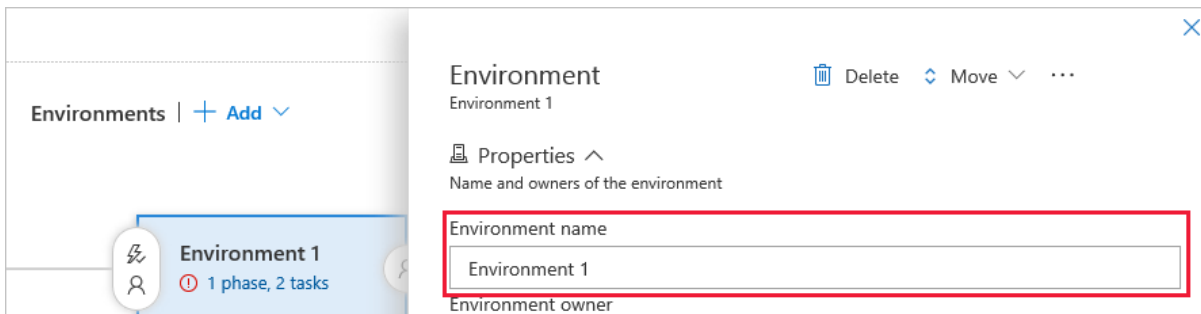 Environments | + Add
Environment 1
1 phase, 2 tasks
Environment
Environment 1
Delete
Move
...
Properties
Name and owners of the environment
Environment name
Environment 1
Environment owner